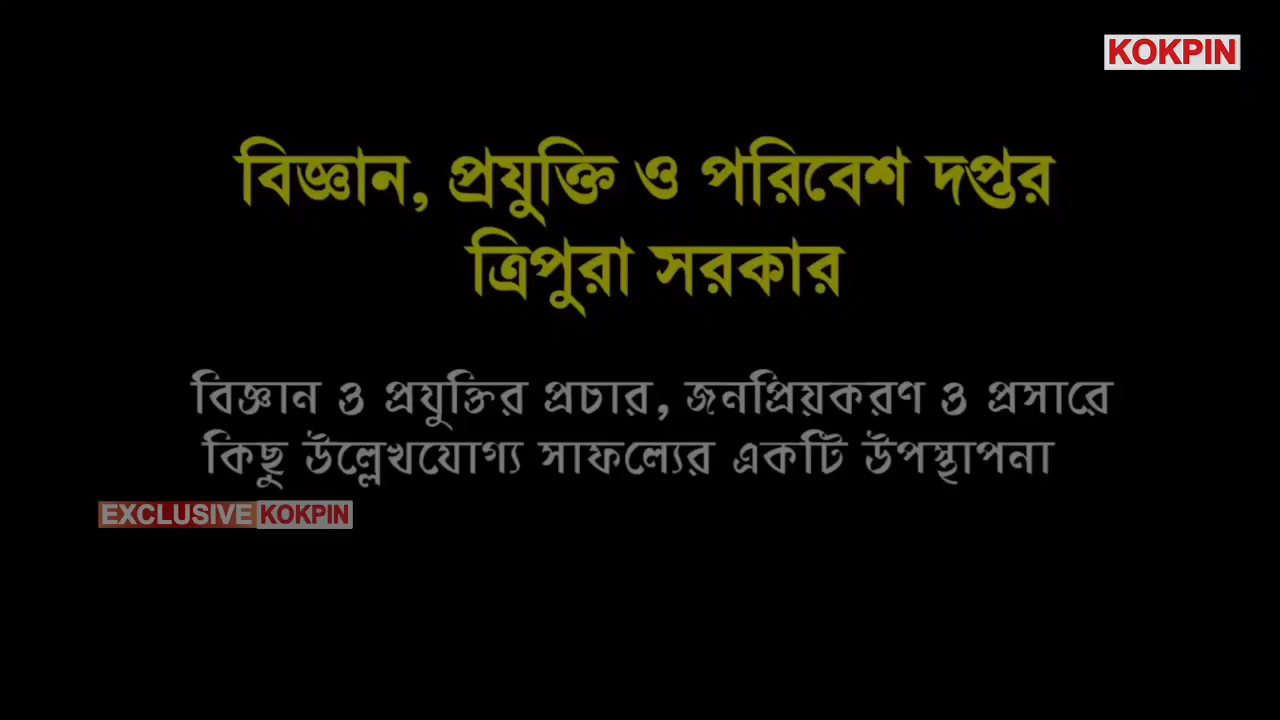 KOKPIN
বিজ্ঞান, প্রযুক্তি ও পরিবেশ দপ্তর
ত্রিপুরা সরকার
বিজ্ঞান ও প্রযুক্তির প্রচার, জনপ্রিয়করণ ও প্রসারে
কিছু উল্লেখযোগ্য সাফল্যের একটি উপস্থাপনা
EXCLUSIVE KOKPIN